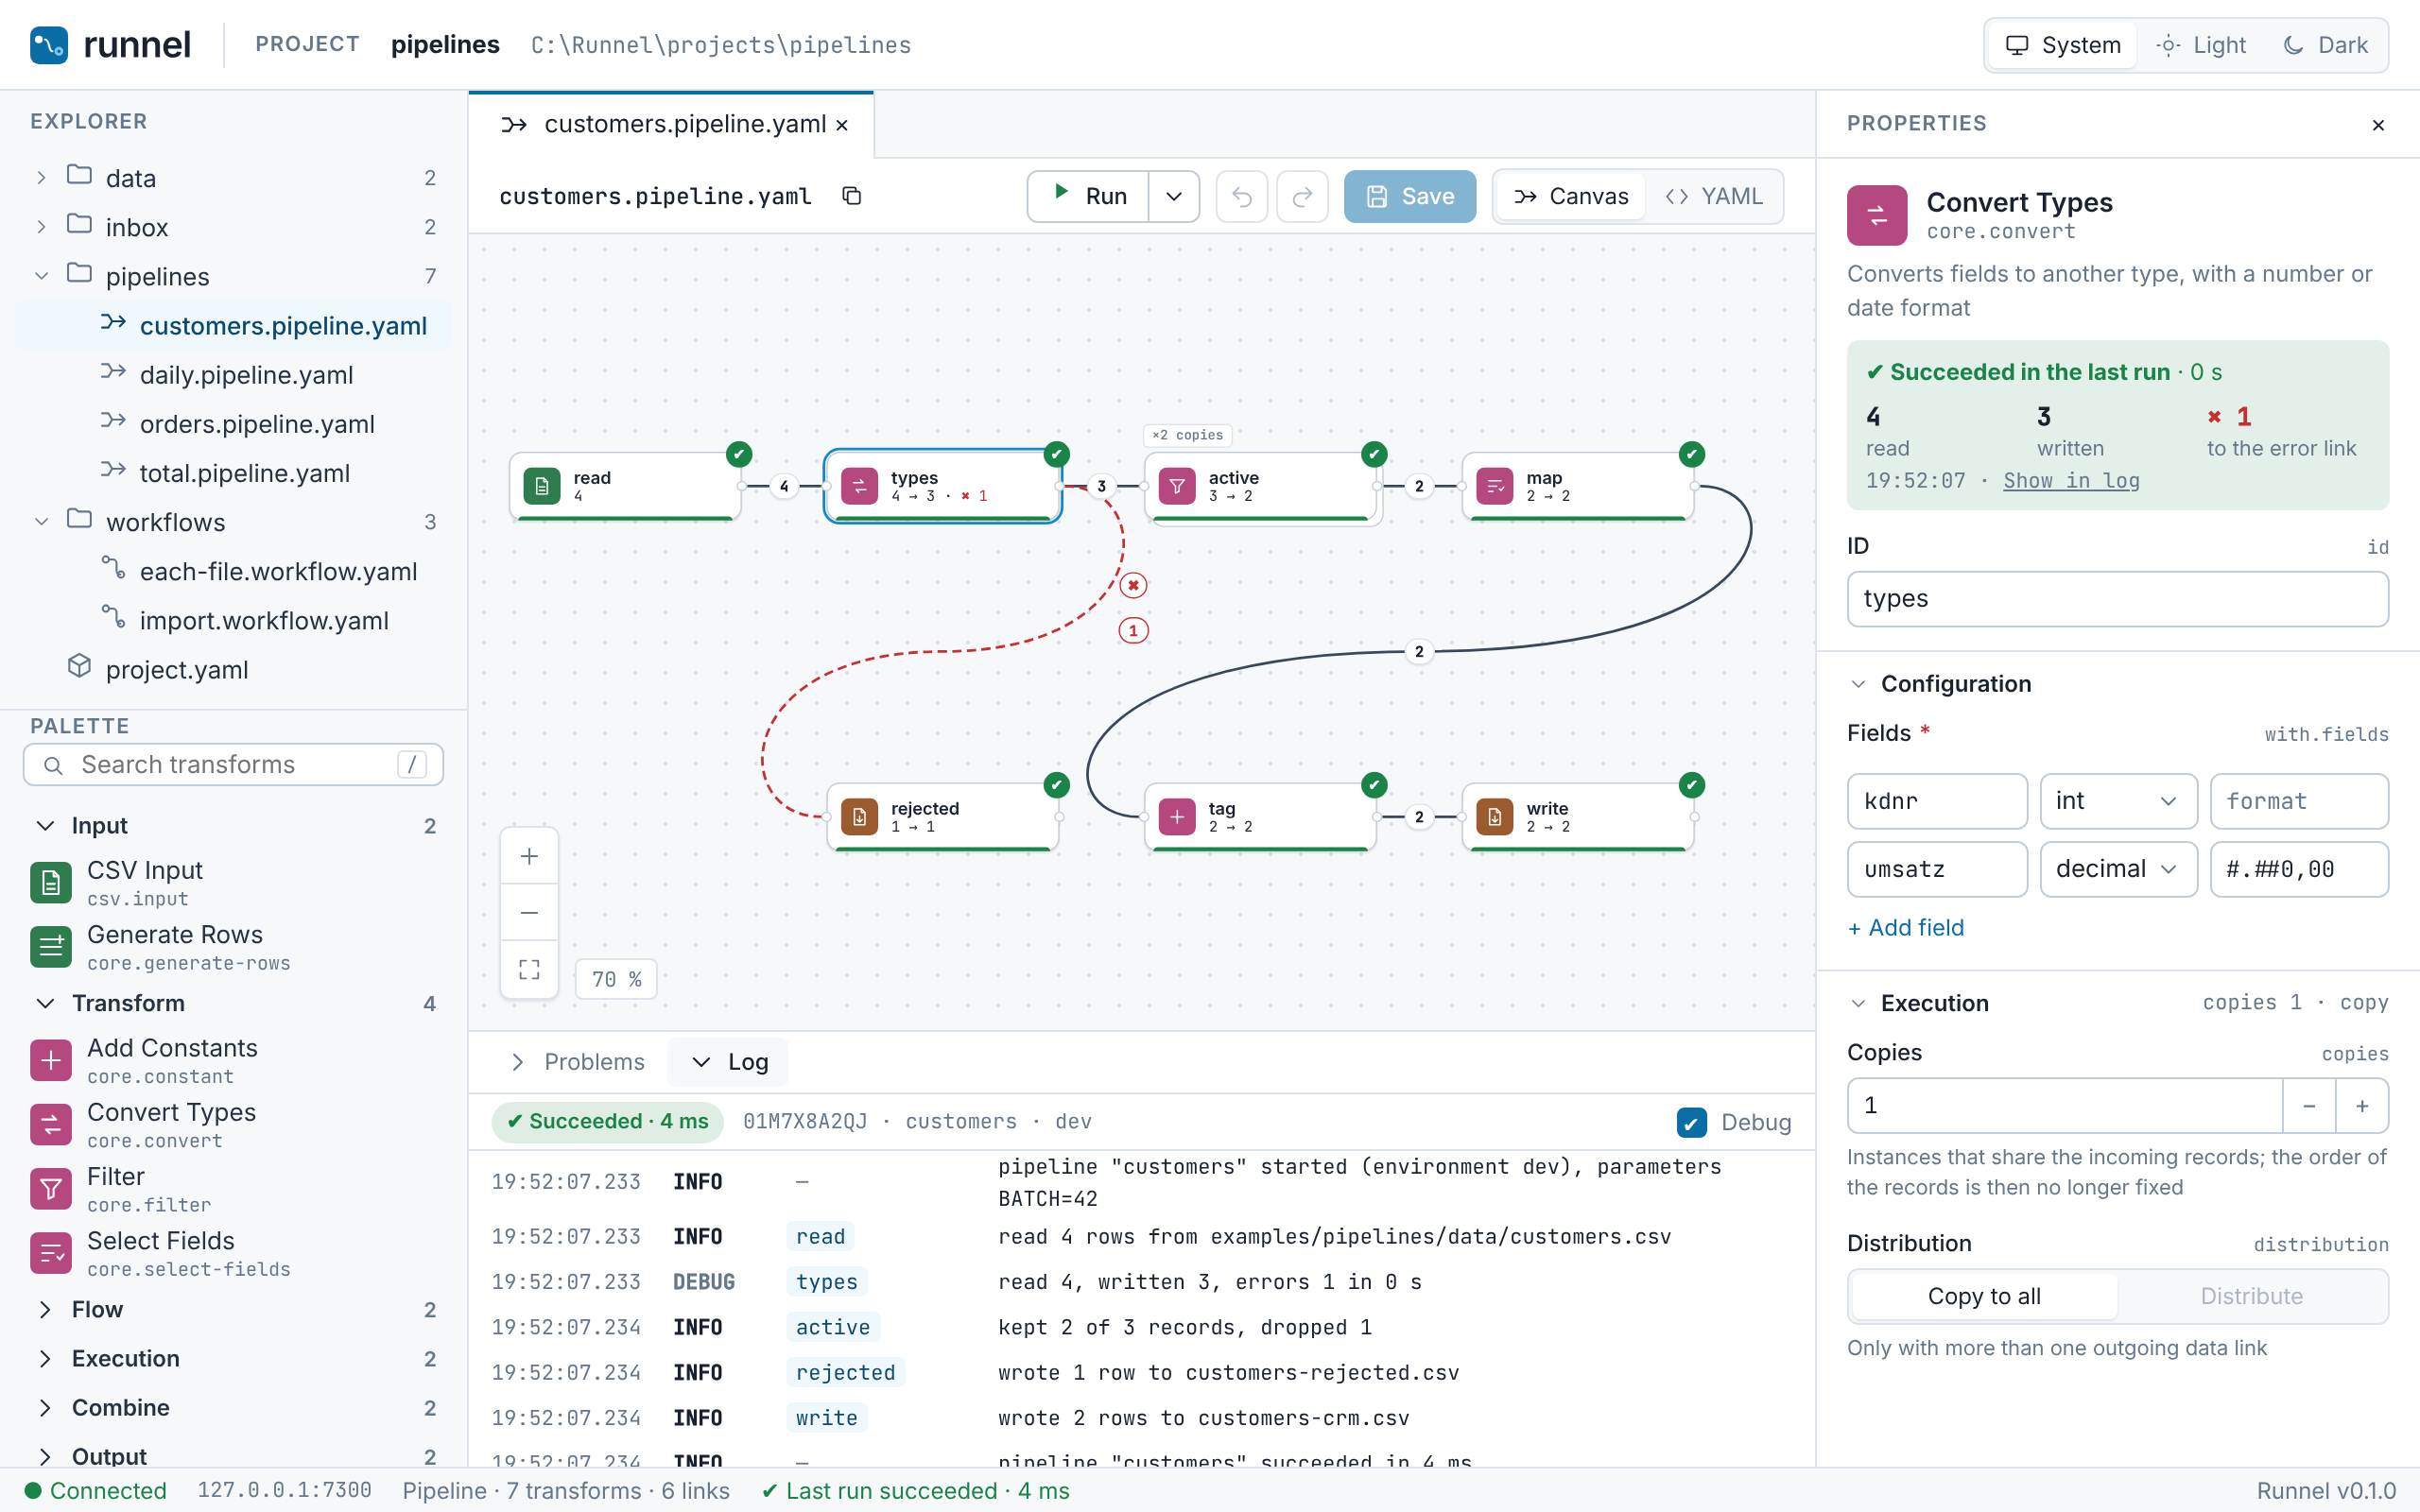 runnel
PROJECT pipelines C:\Runnel\projects\pipelines
System Light Dark
EXPLORER
data 2
inbox 2
pipelines 7
customers.pipeline.yaml
daily.pipeline.yaml
orders.pipeline.yaml
total.pipeline.yaml
workflows 3
each-file.workflow.yaml
import.workflow.yaml
project.yaml
PALETTE
Search transforms /
Input 2
CSV Input
csv.input
Generate Rows
core.generate-rows
Transform 4
Add Constants
core.constant
Convert Types
core.convert
Filter
core.filter
Select Fields
core.select-fields
Flow 2
Execution 2
Combine 2
Output 2
customers.pipeline.yaml ×
customers.pipeline.yaml
Run Save Canvas YAML
×2 copies
read
4
4
types
4 → 3 · ✖ 1
3
active
3 → 2
2
map
2 → 2
✖
1
2
rejected
1 → 1
tag
2 → 2
2
write
2 → 2
+
−
70 %
Problems Log
✔ Succeeded · 4 ms 01M7X8A2QJ · customers · dev Debug
19:52:07.233 INFO — pipeline "customers" started (environment dev), parameters
BATCH=42
19:52:07.233 INFO read read 4 rows from examples/pipelines/data/customers.csv
19:52:07.233 DEBUG types read 4, written 3, errors 1 in 0 s
19:52:07.234 INFO active kept 2 of 3 records, dropped 1
19:52:07.234 INFO rejected wrote 1 row to customers-rejected.csv
19:52:07.234 INFO write wrote 2 rows to customers-crm.csv
19:52:07.234 INFO — pipeline "customers" succeeded in 4 ms
PROPERTIES ×
Convert Types
core.convert
Converts fields to another type, with a number or
date format
✔ Succeeded in the last run · 0 s
4 3 ✖ 1
read written to the error link
19:52:07 · Show in log
ID id
types
Configuration
Fields * with.fields
kdnr int format
umsatz decimal #.##0,00
+ Add field
Execution copies 1 · copy
Copies copies
1 − +
Instances that share the incoming records; the order of
the records is then no longer fixed
Distribution distribution
Copy to all Distribute
Only with more than one outgoing data link
Connected 127.0.0.1:7300 Pipeline · 7 transforms · 6 links ✔ Last run succeeded · 4 ms Runnel v0.1.0